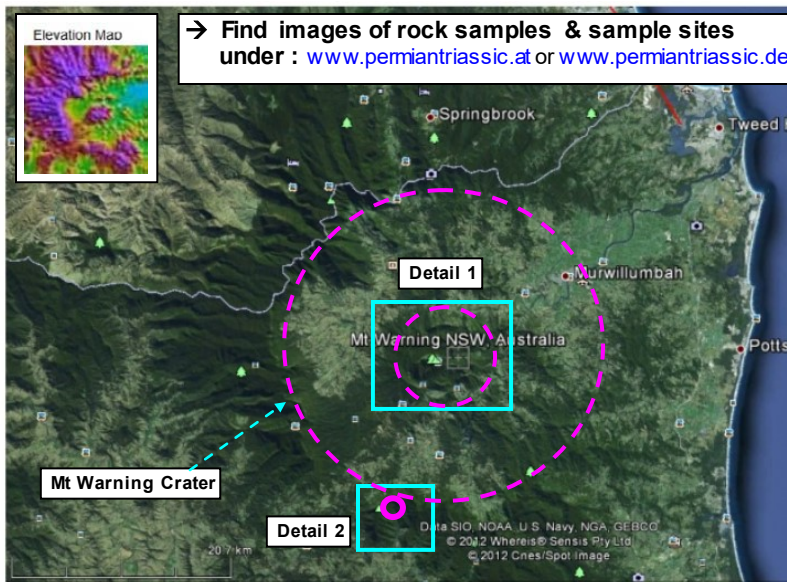 Elevation Map
→ Find images of rock samples & sample sites
under : www.permiantriassic.at or www.permiantriassic.de
Springbrook
Tweed H
Detail 1
Murwillumbah
Mt Warning NSW, Australia
Potts
Mt Warning Crater
Detail 2
Data SIO, NOAA, U.S. Navy, NGA, GEBCO
20.7 km
© 2012 Whereis® Sensis Pty Ltd
© 2012 Cnes/Spot Image